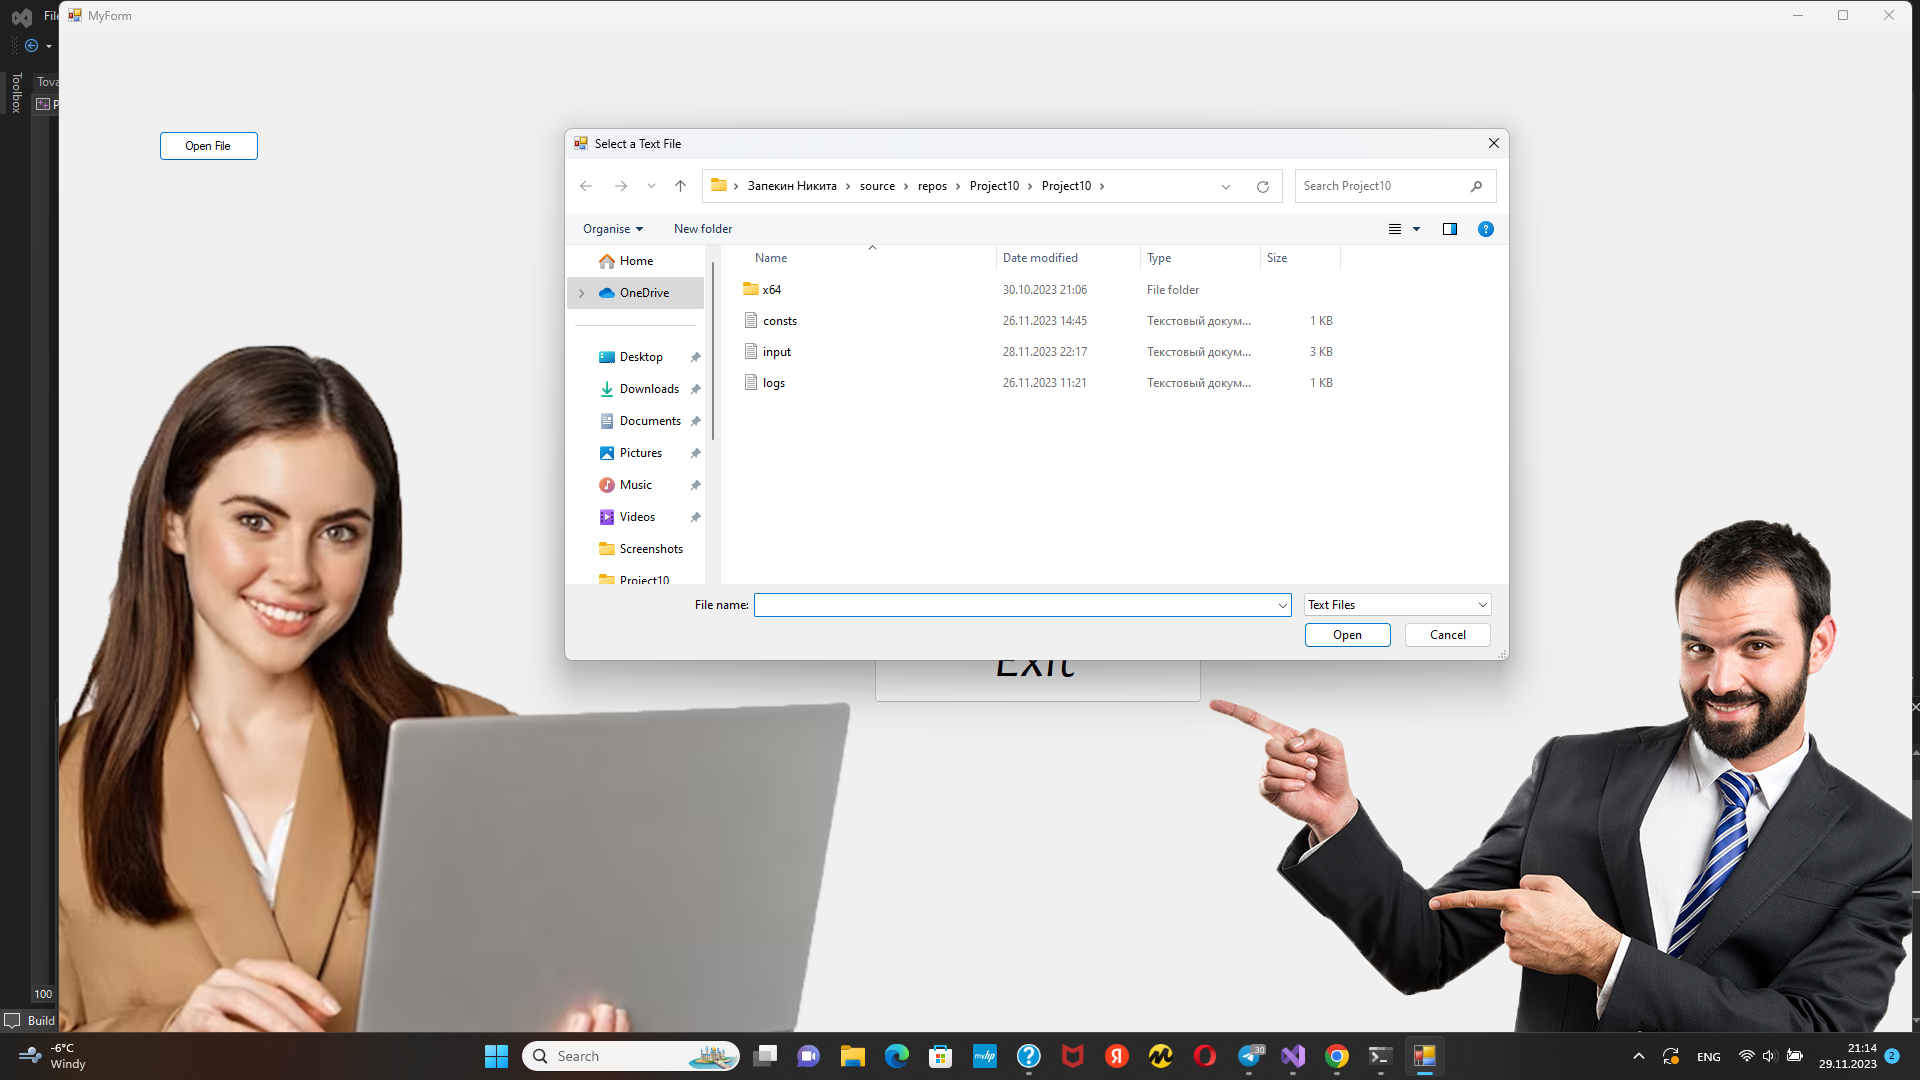 File
MyForm
Toolbox
Tova
P
Open File
Select a Text File
Запекин Никита
source
repos
Project10
Project10
Search Project10
Organise
New folder
Name
Date modified
Type
Size
Home
OneDrive
Desktop
Downloads
Documents
Pictures
Music
Videos
Screenshots
Project10
x64 30.10.2023 21:06 File folder
consts 26.11.2023 14:45 Текстовый докум... 1 KB
input 28.11.2023 22:17 Текстовый докум... 3 KB
logs 26.11.2023 11:21 Текстовый докум... 1 KB
File name:
Text Files
Open
Cancel
Exit
100
Build
-6°C
Windy
Search
myhp
Я
30
ENG
21:14
29.11.2023
2